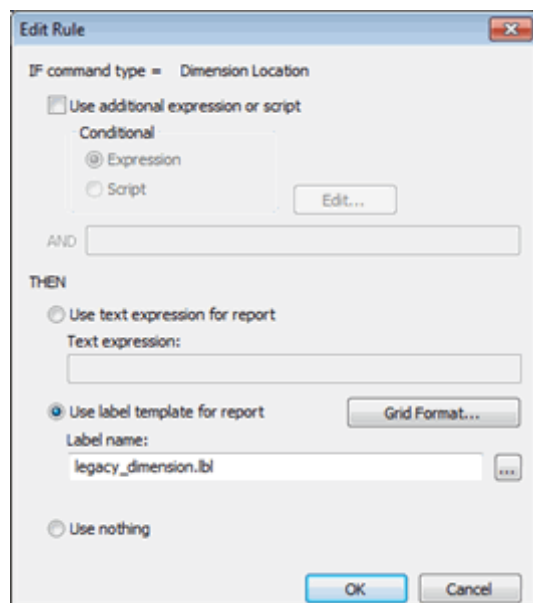 Edit Rule
IF command type = Dimension Location
Use additional expression or script
Conditional
Expression
Script
Edit...
AND
THEN
Use text expression for report
Text expression:
Use label template for report
Grid Format...
Label name:
legacy_dimension.lbl
...
Use nothing
OK
Cancel